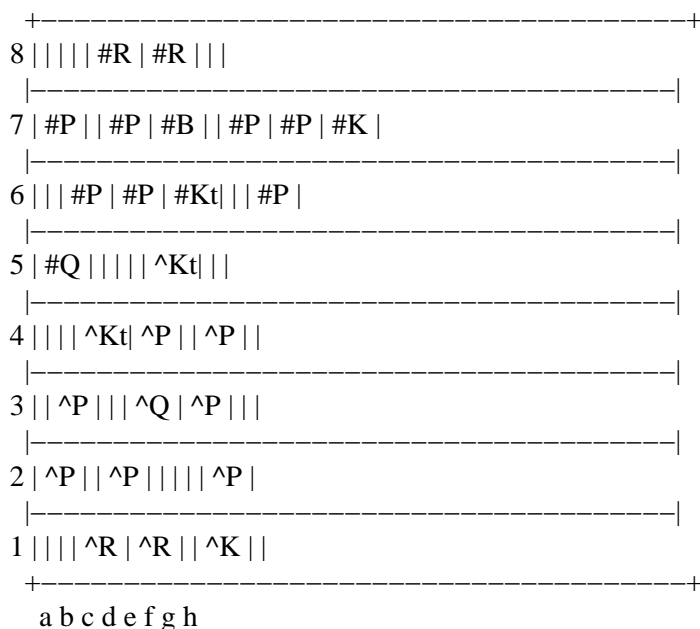 +---------------------------------------+
8 | | | | | #R | #R | | |
|---------------------------------------|
7 | #P | | #P | #B | | #P | #P | #K |
|---------------------------------------|
6 | | | #P | #P | #Kt| | | #P |
|---------------------------------------|
5 | #Q | | | | | ^Kt| | |
|---------------------------------------|
4 | | | | ^Kt| ^P | | ^P | |
|---------------------------------------|
3 | | ^P | | | ^Q | ^P | | |
|---------------------------------------|
2 | ^P | | ^P | | | | | ^P |
|---------------------------------------|
1 | | | | ^R | ^R | | ^K | |
+---------------------------------------+
a b c d e f g h